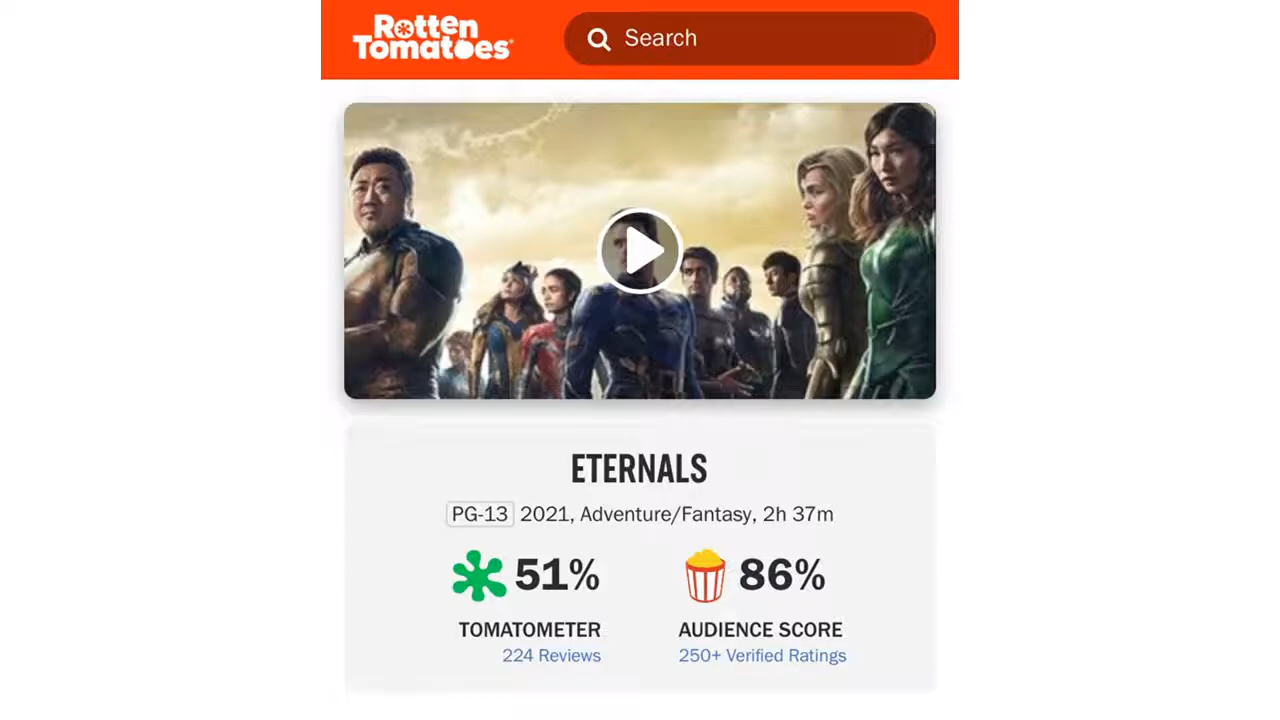 Rotten
Tomatoes
Search
ETERNALS
PG-13 2021, Adventure/Fantasy, 2h 37m
51% 86%
TOMATOMETER AUDIENCE SCORE
224 Reviews 250+ Verified Ratings